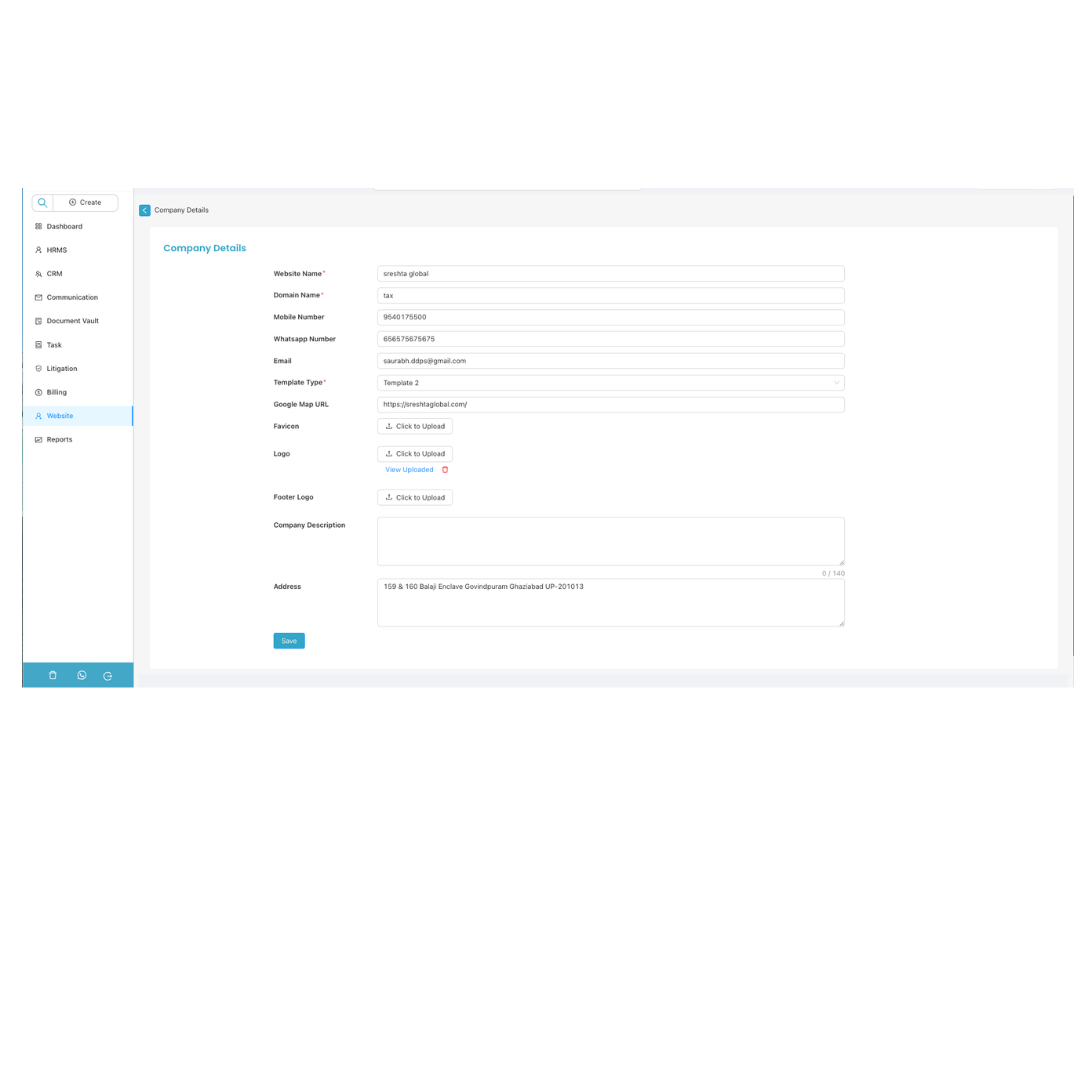 Create
Dashboard
HRMS
CRM
Communication
Document Vault
Task
Litigation
Billing
Website
Reports
Company Details
Company Details
Website Name* sreshta global
Domain Name* tax
Mobile Number 9540175500
Whatsapp Number 656575675675
Email saurabh.ddps@gmail.com
Template Type* Template 2
Google Map URL https://sreshtaglobal.com/
Favicon Click to Upload
Logo Click to Upload
View Uploaded
Footer Logo Click to Upload
Company Description
0 / 140
Address 159 & 160 Balaji Enclave Govindpuram Ghaziabad UP-201013
Save